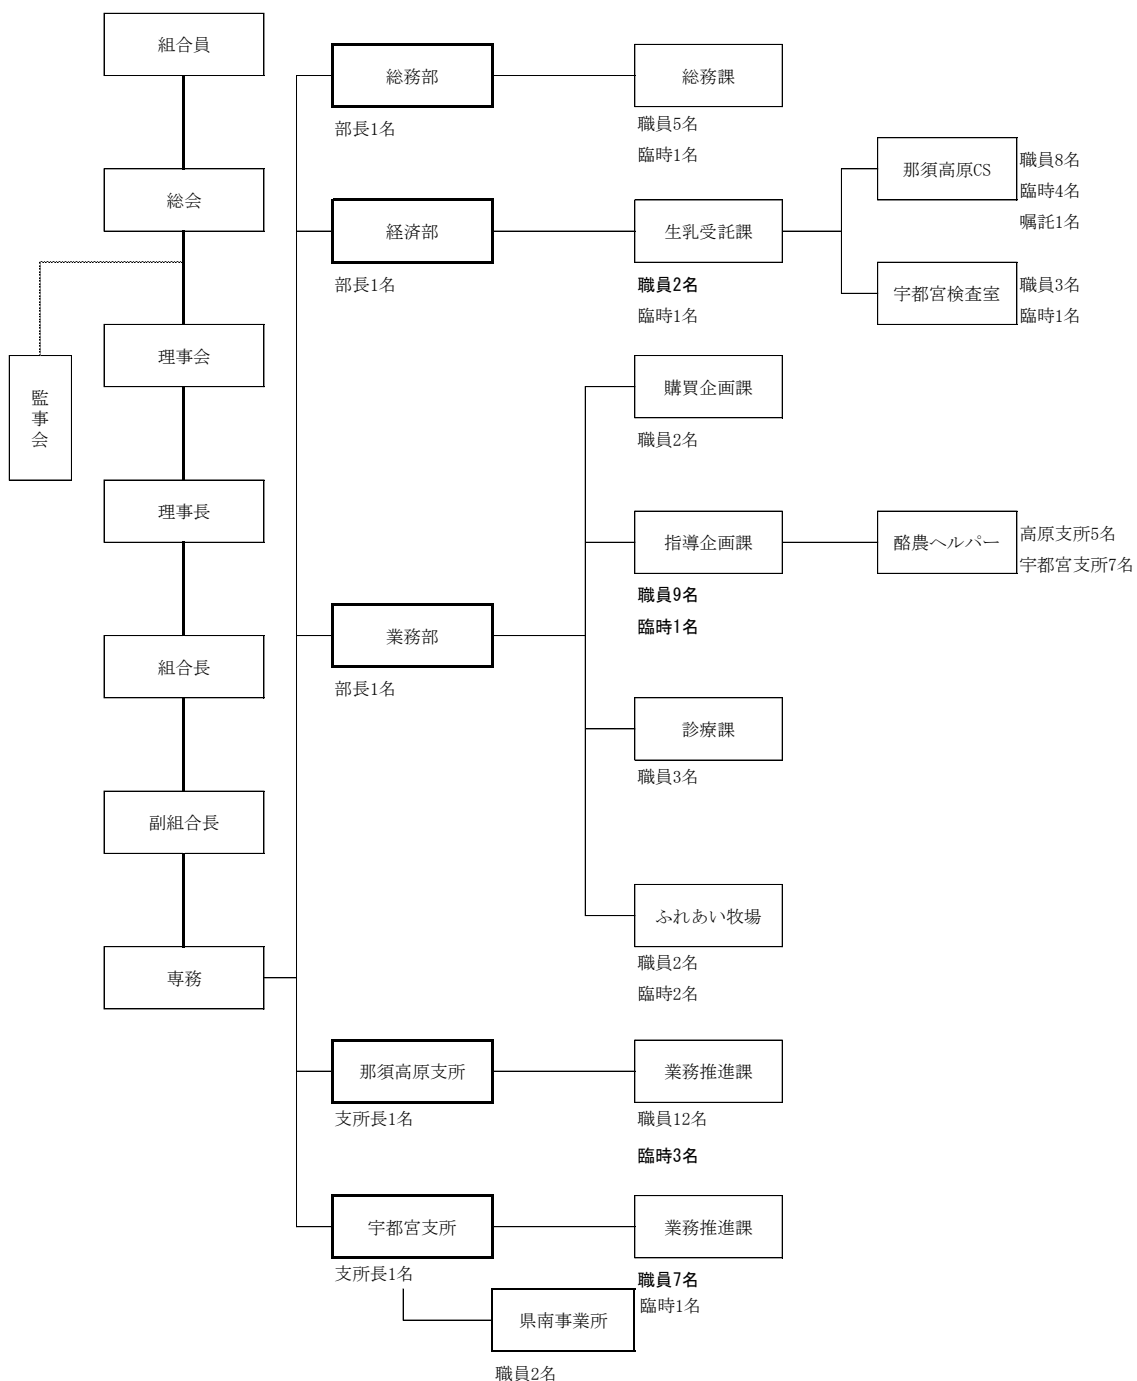 組合員
総会
監事会
理事会
理事長
組合長
副組合長
専務
総務部
部長1名
総務課
職員5名
臨時1名
経済部
部長1名
生乳受託課
職員2名
臨時1名
那須高原CS
職員8名
臨時4名
嘱託1名
宇都宮検査室
職員3名
臨時1名
業務部
部長1名
購買企画課
職員2名
指導企画課
職員9名
臨時1名
酪農ヘルパー
高原支所5名
宇都宮支所7名
診療課
職員3名
ふれあい牧場
職員2名
臨時2名
那須高原支所
支所長1名
業務推進課
職員12名
臨時3名
宇都宮支所
支所長1名
業務推進課
職員7名
臨時1名
県南事業所
職員2名